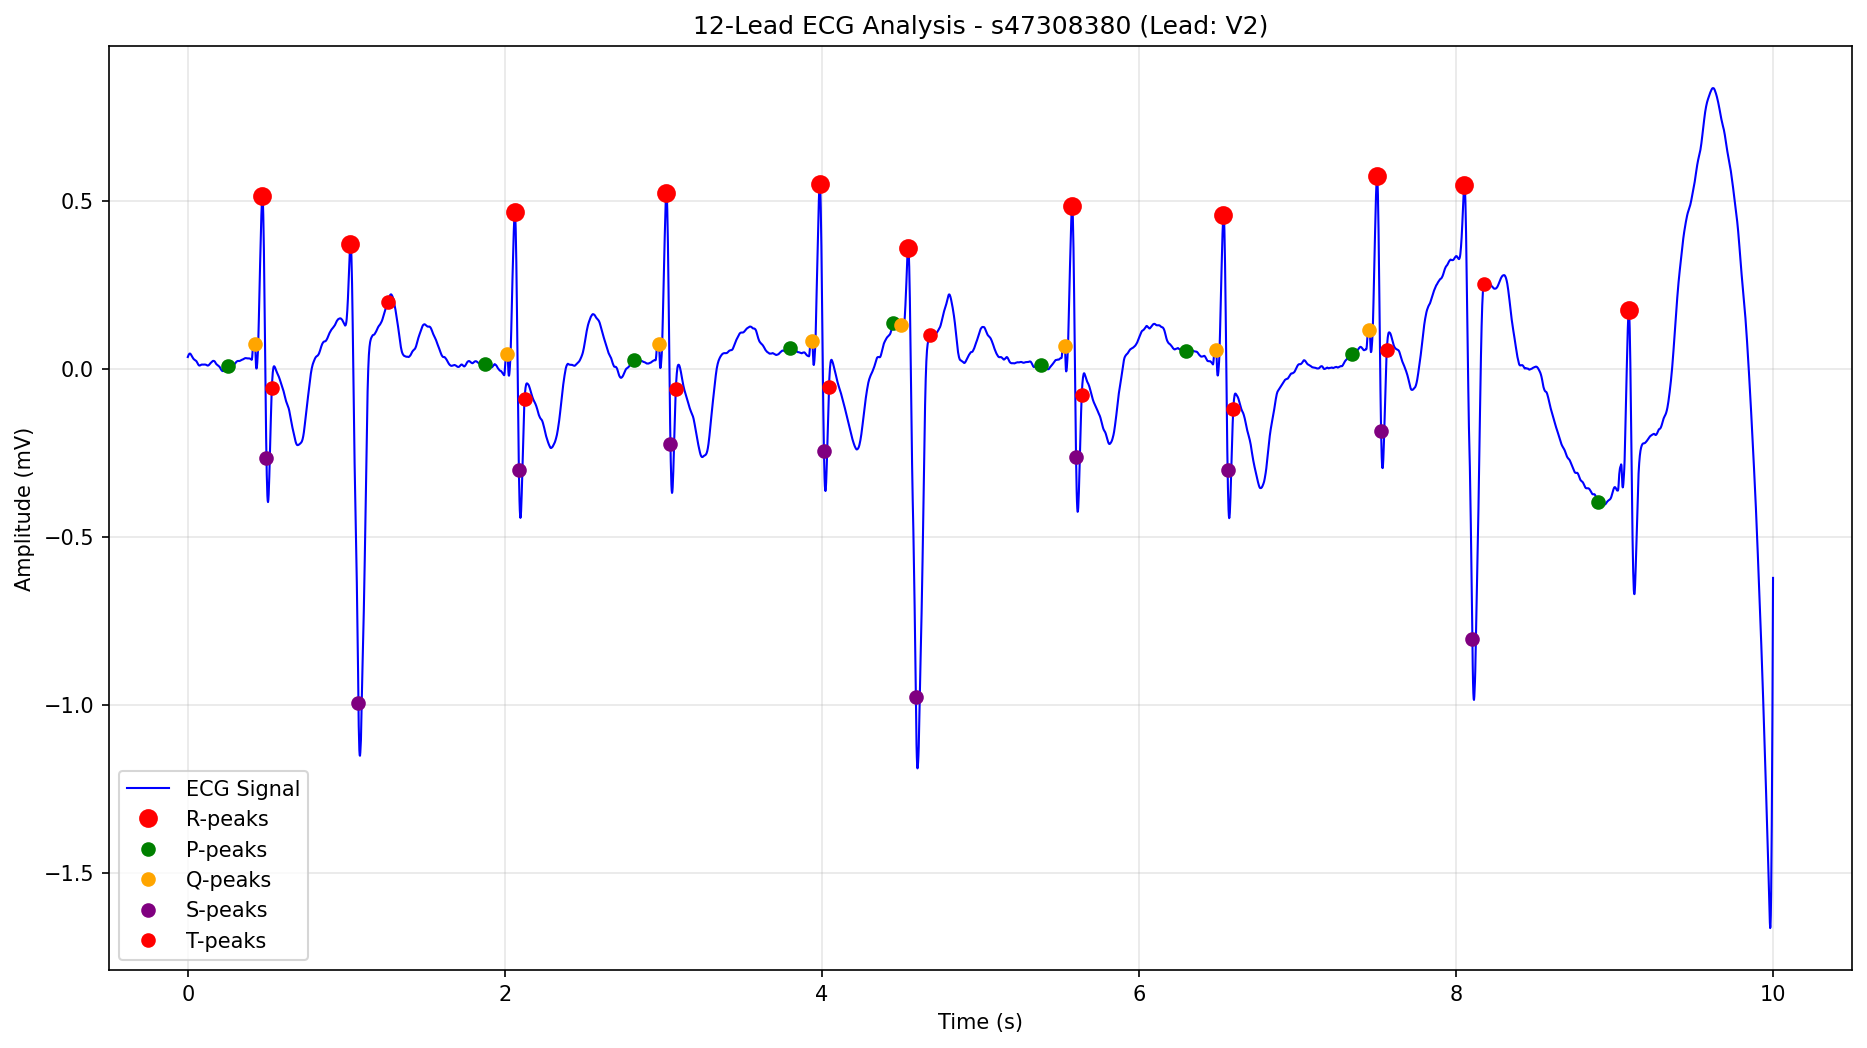 12-Lead ECG Analysis - s47308380 (Lead: V2)
Amplitude (mV)
0.5
0.0
−0.5
−1.0
−1.5
ECG Signal
R-peaks
P-peaks
Q-peaks
S-peaks
T-peaks
0 2 4 6 8 10
Time (s)